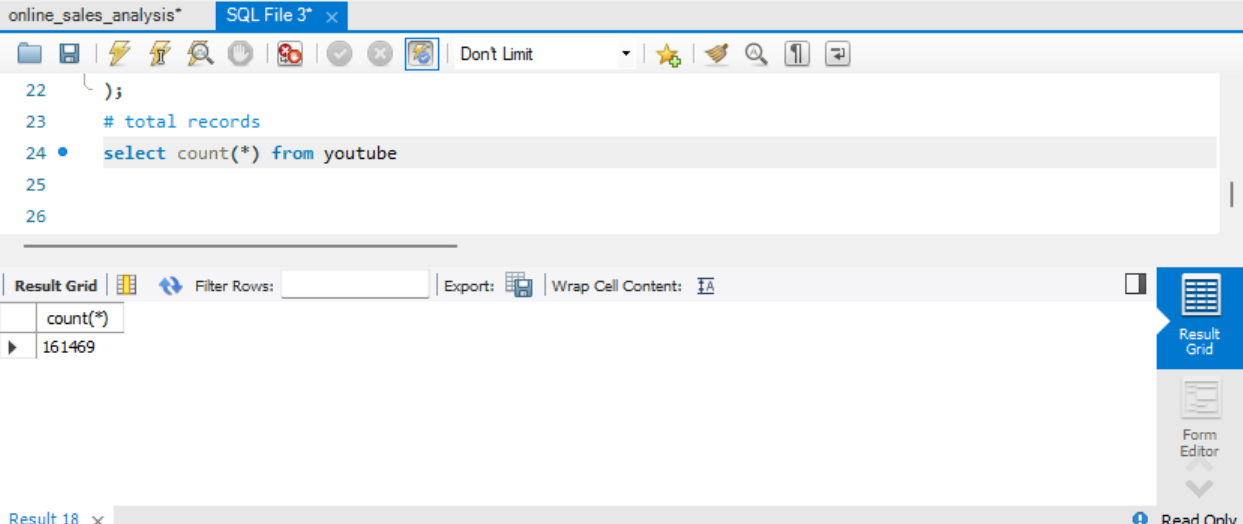 online_sales_analysis* SQL File 3*
Don't Limit
22 );
23 # total records
24 select count(*) from youtube
25
26
Result Grid Filter Rows: Export: Wrap Cell Content: IA
count(*)
161469
Result
Grid
Form
Editor
Result 18 Read Only